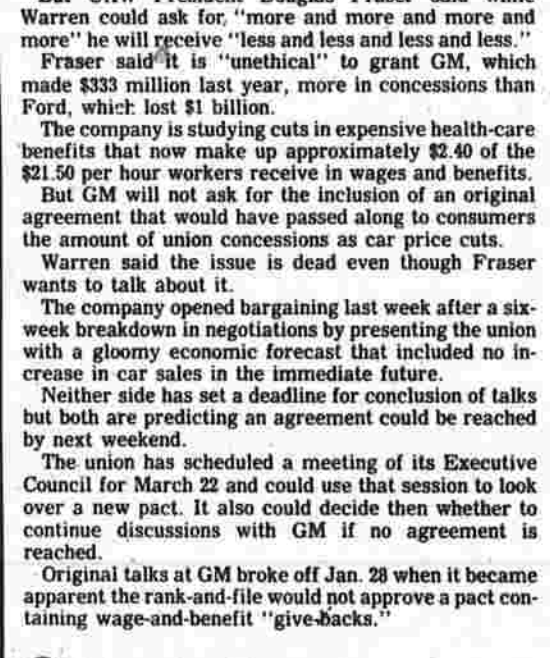 President Douglas Fraser said while
Warren could ask for, "more and more and more and
more" he will receive "less and less and less and less."
Fraser said it is "unethical" to grant GM, which
made $333 million last year, more in concessions than
Ford, which lost $1 billion.
The company is studying cuts in expensive health-care
benefits that now make up approximately $2.40 of the
$21.50 per hour workers receive in wages and benefits.
But GM will not ask for the inclusion of an original
agreement that would have passed along to consumers
the amount of union concessions as car price cuts.
Warren said the issue is dead even though Fraser
wants to talk about it.
The company opened bargaining last week after a six-
week breakdown in negotiations by presenting the union
with a gloomy economic forecast that included no in-
crease in car sales in the immediate future.
Neither side has set a deadline for conclusion of talks
but both are predicting an agreement could be reached
by next weekend.
The union has scheduled a meeting of its Executive
Council for March 22 and could use that session to look
over a new pact. It also could decide then whether to
continue discussions with GM if no agreement is
reached.
Original talks at GM broke off Jan. 28 when it became
apparent the rank-and-file would not approve a pact con-
taining wage-and-benefit "give-backs."